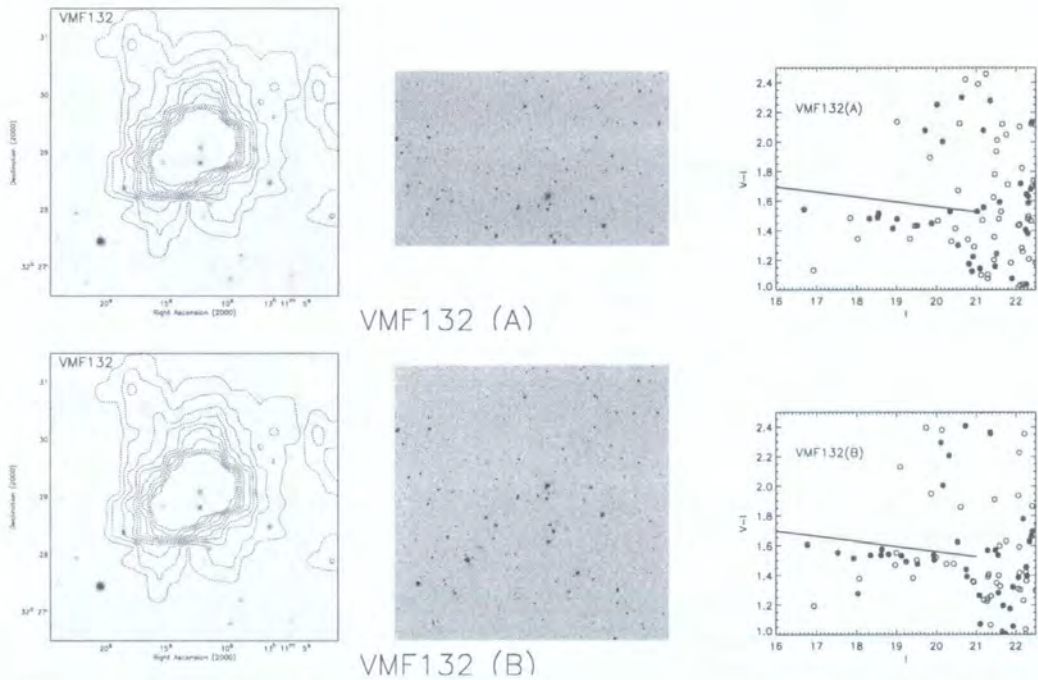 VMF132
31'
30
29
28
32° 27'
Declination (2000)
20ˢ 15ˢ 10ˢ 13ʰ 11ᵐ 5ˢ
Right Ascension (2000)
VMF132 (A)
VMF132(A)
2.4
2.2
2.0
1.8
1.6
1.4
1.2
1.0
V-I
16 17 18 19 20 21 22
I
VMF132
31'
30
29
28
32° 27'
Declination (2000)
20ˢ 15ˢ 10ˢ 13ʰ 11ᵐ 5ˢ
Right Ascension (2000)
VMF132 (B)
VMF132(B)
2.4
2.2
2.0
1.8
1.6
1.4
1.2
1.0
V-I
16 17 18 19 20 21 22
I